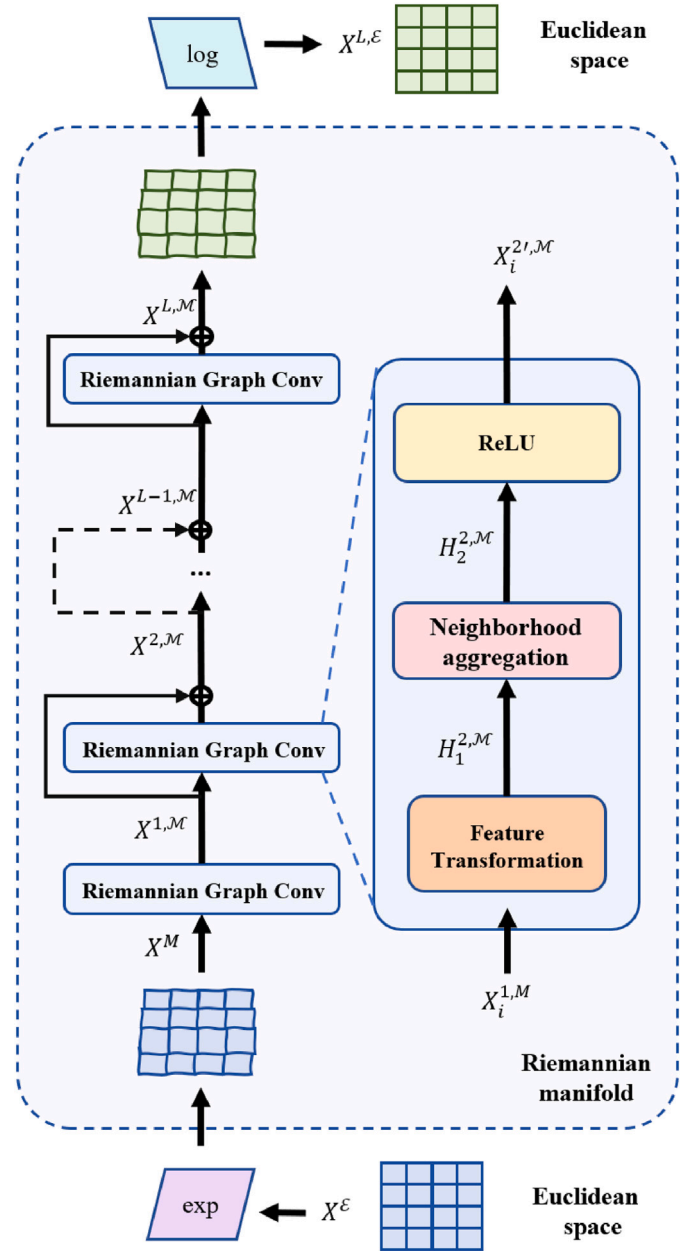 log
X^{L,ℰ}
Euclidean
space
X_i^{2′,ℳ}
X^{L,ℳ}
Riemannian Graph Conv
ReLU
X^{L−1,ℳ}
H_2^{2,ℳ}
...
Neighborhood
aggregation
X^{2,ℳ}
Riemannian Graph Conv
H_1^{2,ℳ}
X^{1,ℳ}
Feature
Transformation
Riemannian Graph Conv
X^M
X_i^{1,M}
Riemannian
manifold
exp
X^ℰ
Euclidean
space